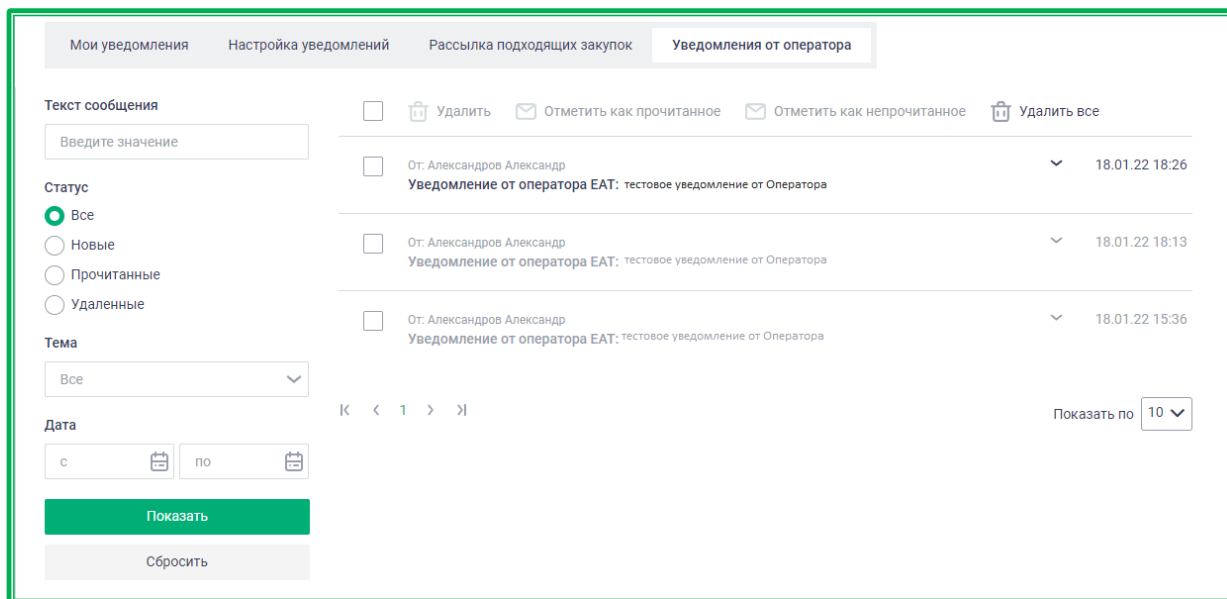 Мои уведомления Настройка уведомлений Рассылка подходящих закупок Уведомления от оператора
Текст сообщения
Введите значение
Статус
Все
Новые
Прочитанные
Удаленные
Тема
Все
Дата
с по
Показать
Сбросить
Удалить Отметить как прочитанное Отметить как непрочитанное Удалить все
От: Александров Александр 18.01.22 18:26
Уведомление от оператора ЕАТ: тестовое уведомление от Оператора
От: Александров Александр 18.01.22 18:13
Уведомление от оператора ЕАТ: тестовое уведомление от Оператора
От: Александров Александр 18.01.22 15:36
Уведомление от оператора ЕАТ: тестовое уведомление от Оператора
1
Показать по 10